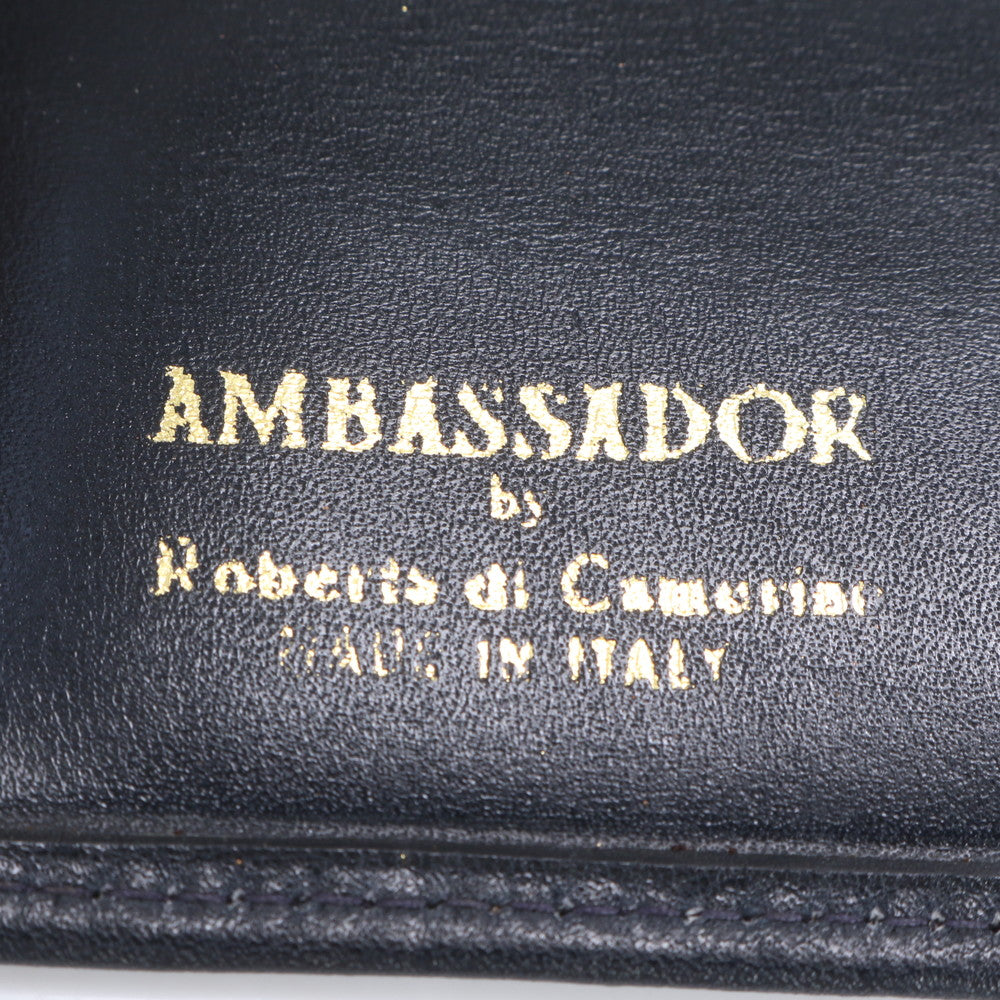 AMBASSADOR
by
Roberta di Camerino
MADE IN ITALY